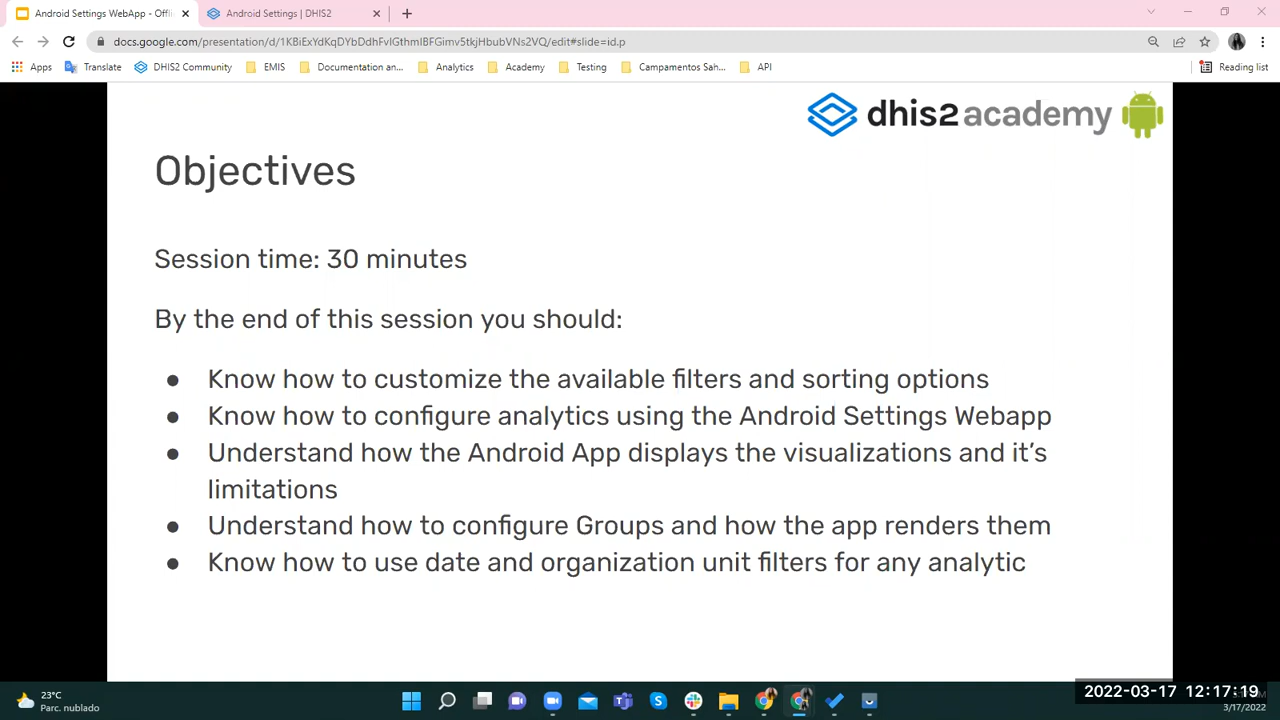 Android Settings WebApp - Offli
Android Settings | DHIS2
docs.google.com/presentation/d/1KBiExYdKqDYbDdhFvIGthmIBFGimv5tkjHbubVNs2VQ/edit#slide=id.p
Apps
Translate
DHIS2 Community
EMIS
Documentation an...
Analytics
Academy
Testing
Campamentos Sah...
API
Reading list
dhis2 academy
Objectives
Session time: 30 minutes
By the end of this session you should:
● Know how to customize the available filters and sorting options
● Know how to configure analytics using the Android Settings Webapp
● Understand how the Android App displays the visualizations and it's
limitations
● Understand how to configure Groups and how the app renders them
● Know how to use date and organization unit filters for any analytic
23°C
Parc. nublado
2022-03-17 12:17:19
3/17/2022